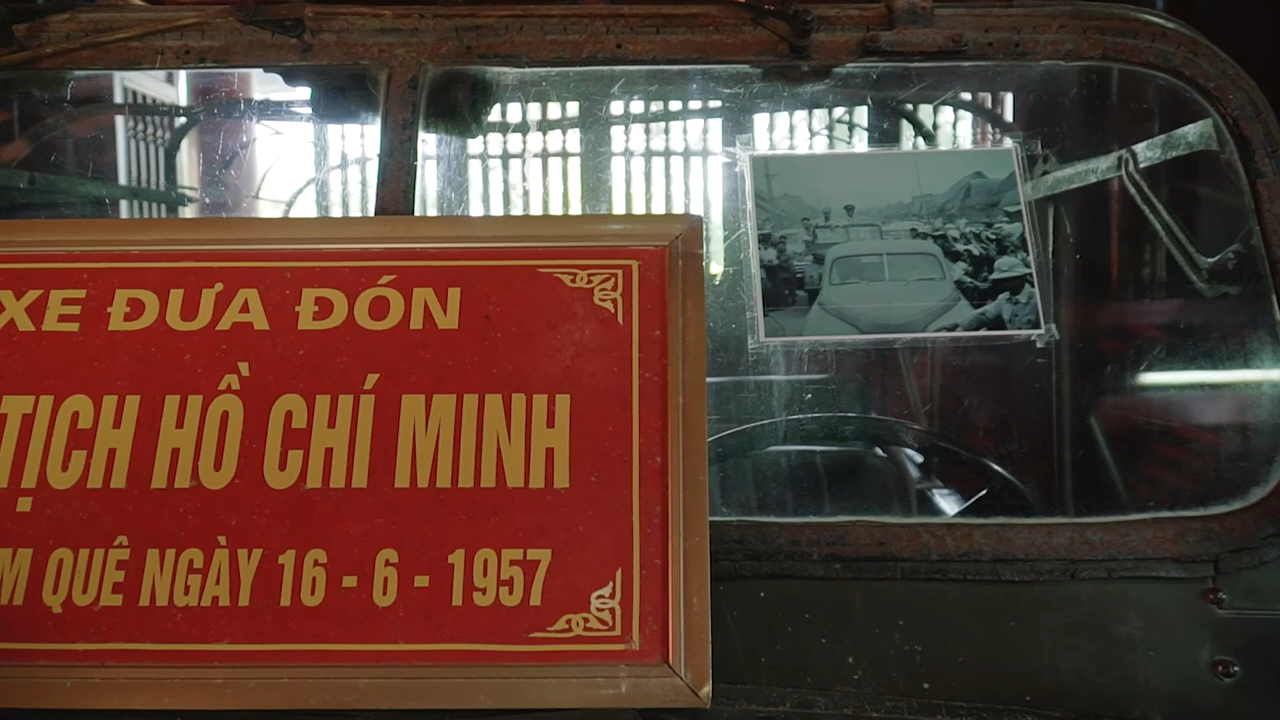 XE ĐƯA ĐÓN
TỊCH HỒ CHÍ MINH
QUÊ NGÀY 16 - 6 - 1957